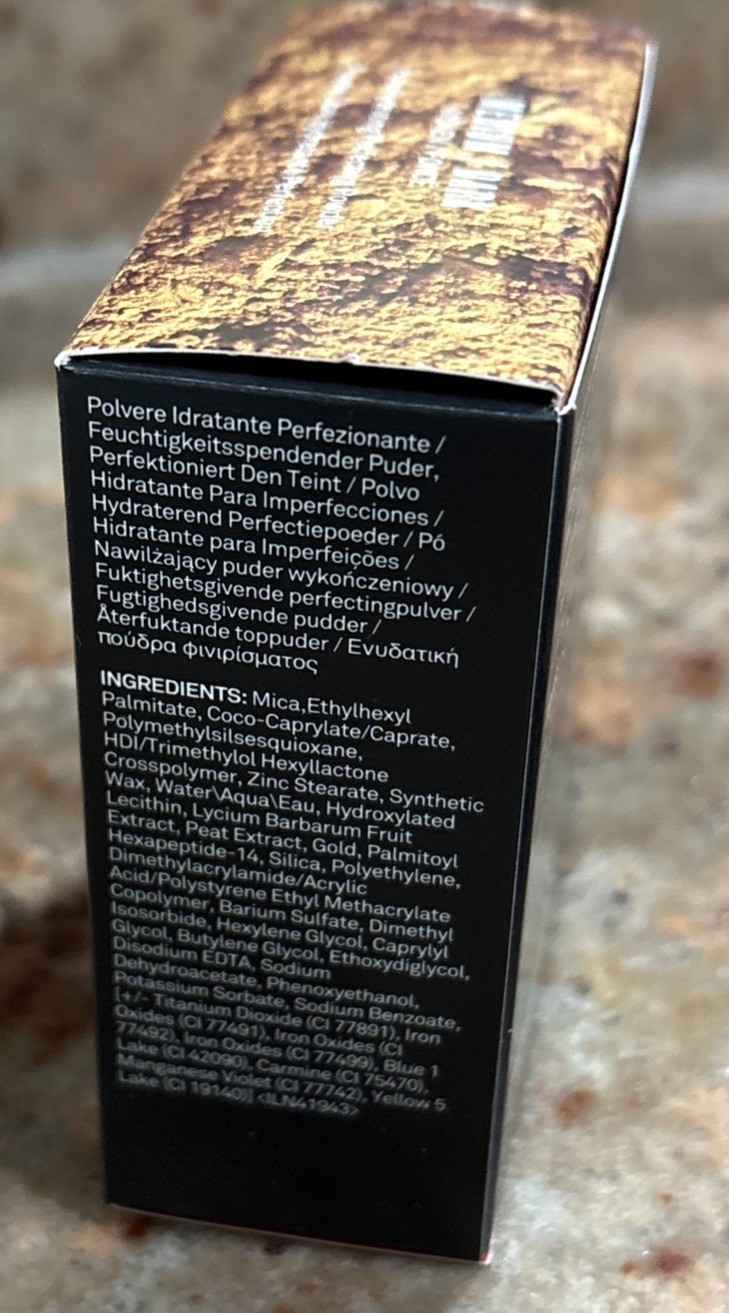 Polvere Idratante Perfezionante /
Feuchtigkeitsspendender Puder,
Perfektioniert Den Teint / Polvo
Hidratante Para Imperfecciones /
Hydraterend Perfectiepoeder / Pó
Hidratante para Imperfeições /
Nawilżający puder wykończeniowy /
Fuktighetsgivende perfectingpulver /
Fugtighedsgivende pudder /
Återfuktande toppuder / Ενυδατική
πούδρα φινιρίσματος
INGREDIENTS: Mica,Ethylhexyl
Palmitate, Coco-Caprylate/Caprate,
Polymethylsilsesquioxane,
HDI/Trimethylol Hexyllactone
Crosspolymer, Zinc Stearate, Synthetic
Wax, Water\Aqua\Eau, Hydroxylated
Lecithin, Lycium Barbarum Fruit
Extract, Peat Extract, Gold, Palmitoyl
Hexapeptide-14, Silica, Polyethylene,
Dimethylacrylamide/Acrylic
Acid/Polystyrene Ethyl Methacrylate
Copolymer, Barium Sulfate, Dimethyl
Isosorbide, Hexylene Glycol, Caprylyl
Glycol, Butylene Glycol, Ethoxydiglycol,
Disodium EDTA, Sodium
Dehydroacetate, Phenoxyethanol,
Potassium Sorbate, Sodium Benzoate,
[+/- Titanium Dioxide (CI 77891), Iron
Oxides (CI 77491), Iron Oxides (CI
77492), Iron Oxides (CI 77499), Blue 1
Lake (CI 42090), Carmine (CI 75470),
Manganese Violet (CI 77742), Yellow 5
Lake (CI 19140)] <ILN41943>